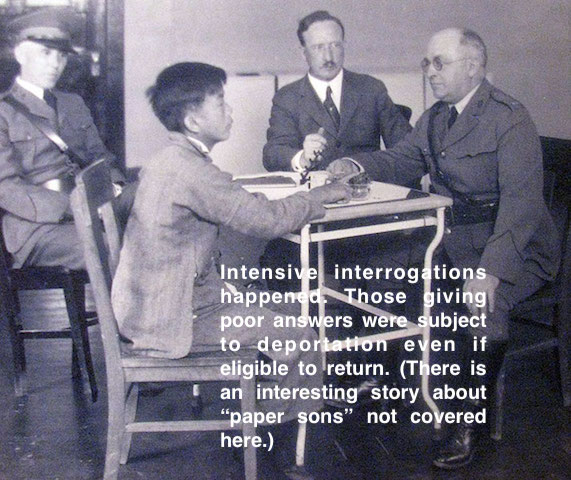 Intensive interrogations
happened. Those giving
poor answers were subject
to deportation even if
eligible to return. (There is
an interesting story about
“paper sons” not covered
here.)